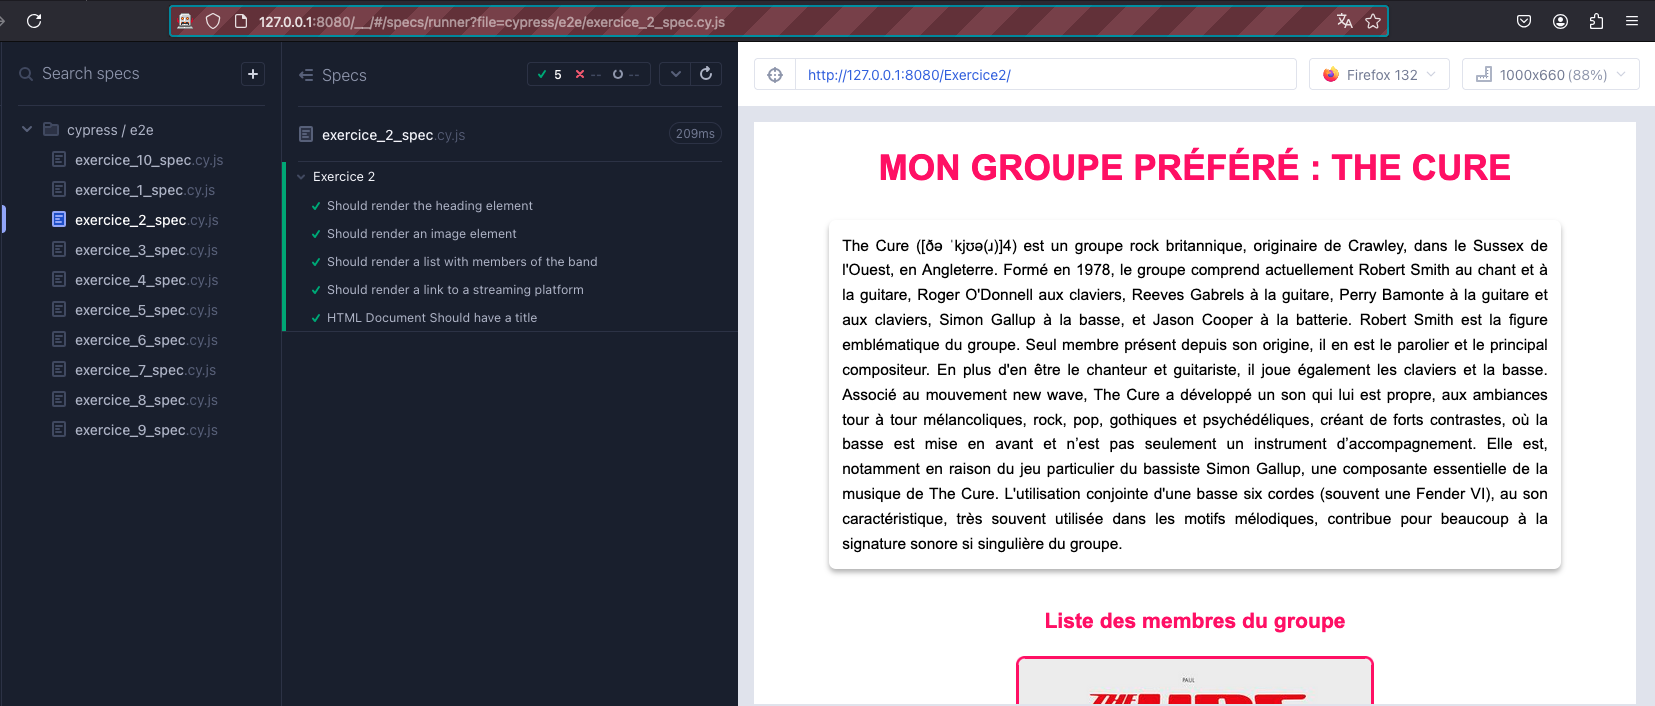 127.0.0.1:8080/__/#/specs/runner?file=cypress/e2e/exercice_2_spec.cy.js
Search specs
+
cypress / e2e
exercice_10_spec.cy.js
exercice_1_spec.cy.js
exercice_2_spec.cy.js
exercice_3_spec.cy.js
exercice_4_spec.cy.js
exercice_5_spec.cy.js
exercice_6_spec.cy.js
exercice_7_spec.cy.js
exercice_8_spec.cy.js
exercice_9_spec.cy.js
Specs
5 -- --
exercice_2_spec.cy.js 209ms
Exercice 2
Should render the heading element
Should render an image element
Should render a list with members of the band
Should render a link to a streaming platform
HTML Document Should have a title
http://127.0.0.1:8080/Exercice2/
Firefox 132
1000x660 (88%)
MON GROUPE PRÉFÉRÉ : THE CURE
The Cure ([ðə ˈkjʊə(ɹ)]4) est un groupe rock britannique, originaire de Crawley, dans le Sussex de
l'Ouest, en Angleterre. Formé en 1978, le groupe comprend actuellement Robert Smith au chant et à
la guitare, Roger O'Donnell aux claviers, Reeves Gabrels à la guitare, Perry Bamonte à la guitare et
aux claviers, Simon Gallup à la basse, et Jason Cooper à la batterie. Robert Smith est la figure
emblématique du groupe. Seul membre présent depuis son origine, il en est le parolier et le principal
compositeur. En plus d'en être le chanteur et guitariste, il joue également les claviers et la basse.
Associé au mouvement new wave, The Cure a développé un son qui lui est propre, aux ambiances
tour à tour mélancoliques, rock, pop, gothiques et psychédéliques, créant de forts contrastes, où la
basse est mise en avant et n’est pas seulement un instrument d’accompagnement. Elle est,
notamment en raison du jeu particulier du bassiste Simon Gallup, une composante essentielle de la
musique de The Cure. L'utilisation conjointe d'une basse six cordes (souvent une Fender VI), au son
caractéristique, très souvent utilisée dans les motifs mélodiques, contribue pour beaucoup à la
signature sonore si singulière du groupe.
Liste des membres du groupe
PAUL
THE